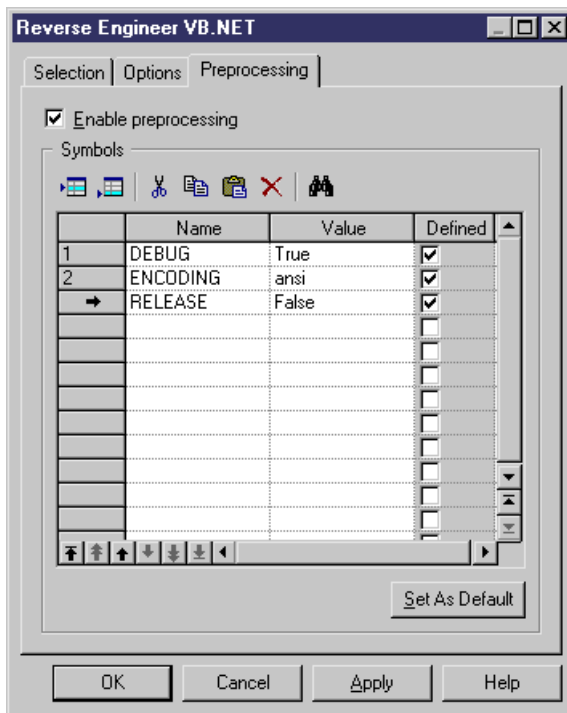 Reverse Engineer VB.NET
Selection Options Preprocessing
Enable preprocessing
Symbols
Name Value Defined
1 DEBUG True
2 ENCODING ansi
RELEASE False
Set As Default
OK Cancel Apply Help